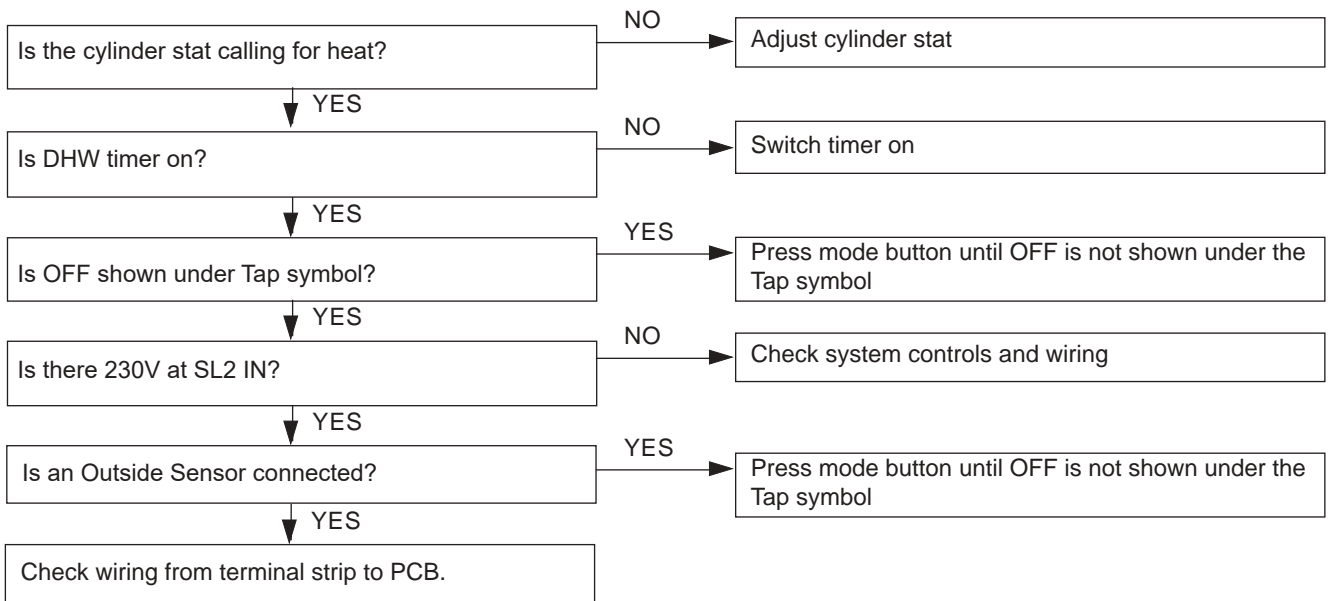 NO
Is the cylinder stat calling for heat?
Adjust cylinder stat
YES
NO
Is DHW timer on?
Switch timer on
YES
YES
Is OFF shown under Tap symbol?
Press mode button until OFF is not shown under the
Tap symbol
YES
NO
Is there 230V at SL2 IN?
Check system controls and wiring
YES
YES
Is an Outside Sensor connected?
Press mode button until OFF is not shown under the
Tap symbol
YES
Check wiring from terminal strip to PCB.